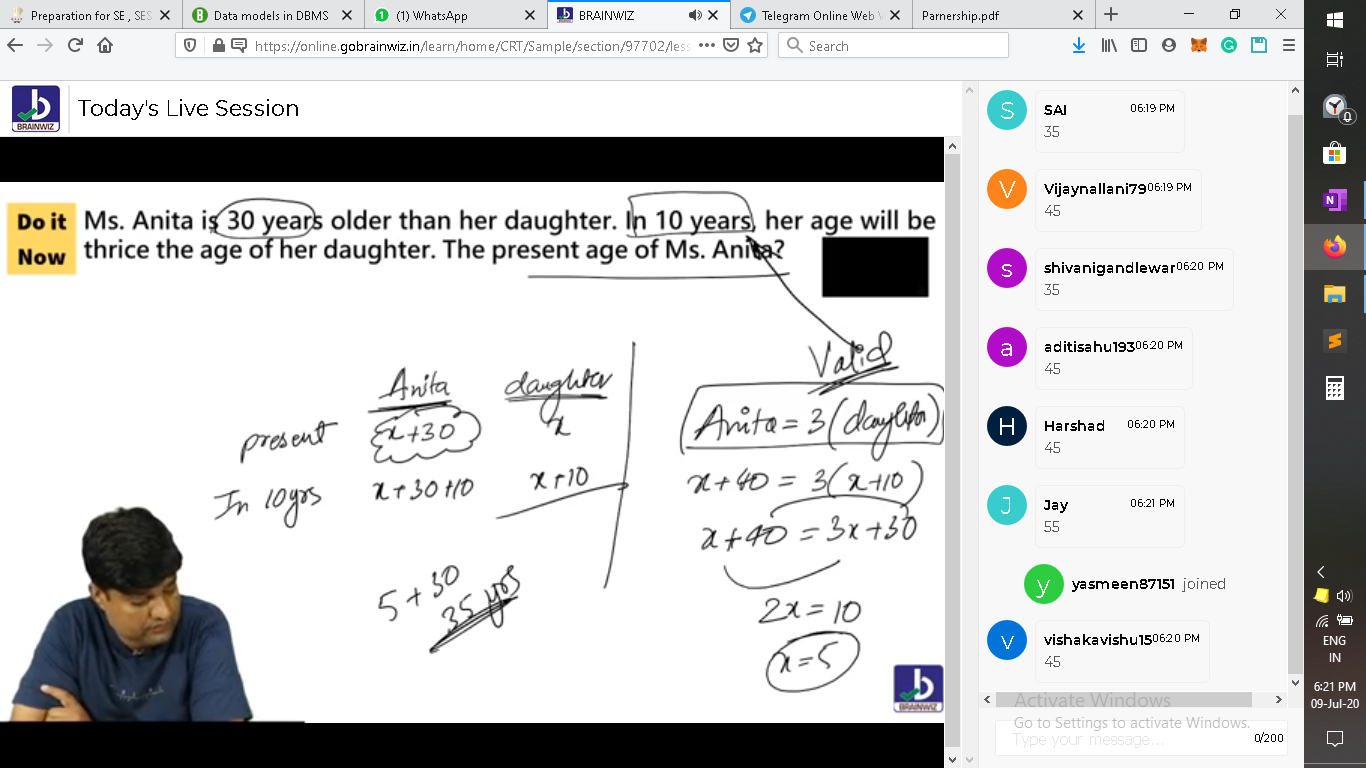 Preparation for SE , SES
Data models in DBMS
(1) WhatsApp
BRAINWIZ
Telegram Online Web V
Parnership.pdf
https://online.gobrainwiz.in/learn/home/CRT/Sample/section/97702/less
Search
BRAINWIZ
Today's Live Session
Do it
Now
Ms. Anita is 30 years older than her daughter. In 10 years, her age will be
thrice the age of her daughter. The present age of Ms. Anita?
Anita daughter
present x+30 x
In 10yrs x+30+10 x+10
5+30
35 yrs
Valid
Anita = 3(daughter)
x+40 = 3(x+10)
x+40 = 3x+30
2x = 10
x=5
BRAINWIZ
S
SAI 06:19 PM
35
V
Vijaynallani79 06:19 PM
45
s
shivanigandlewar 06:20 PM
35
a
aditisahu193 06:20 PM
45
H
Harshad 06:20 PM
45
J
Jay 06:21 PM
55
y
yasmeen87151 joined
v
vishakavishu15 06:20 PM
45
Activate Windows
Go to Settings to activate Windows.
Type your message...
0/200
ENG
IN
6:21 PM
09-Jul-20